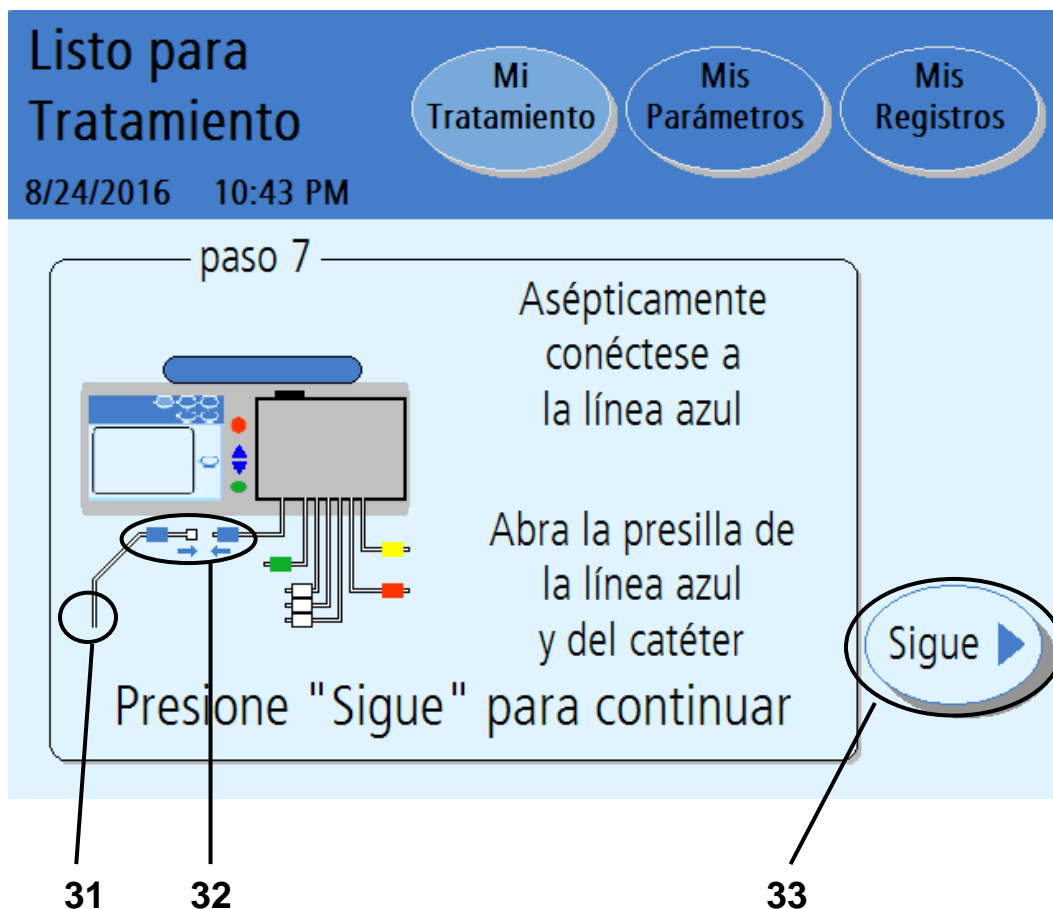 Listo para
Tratamiento
8/24/2016 10:43 PM
Mi
Tratamiento
Mis
Parámetros
Mis
Registros
paso 7
Asépticamente
conéctese a
la línea azul
Abra la presilla de
la línea azul
y del catéter
Presione "Sigue" para continuar
Sigue
31
32
33